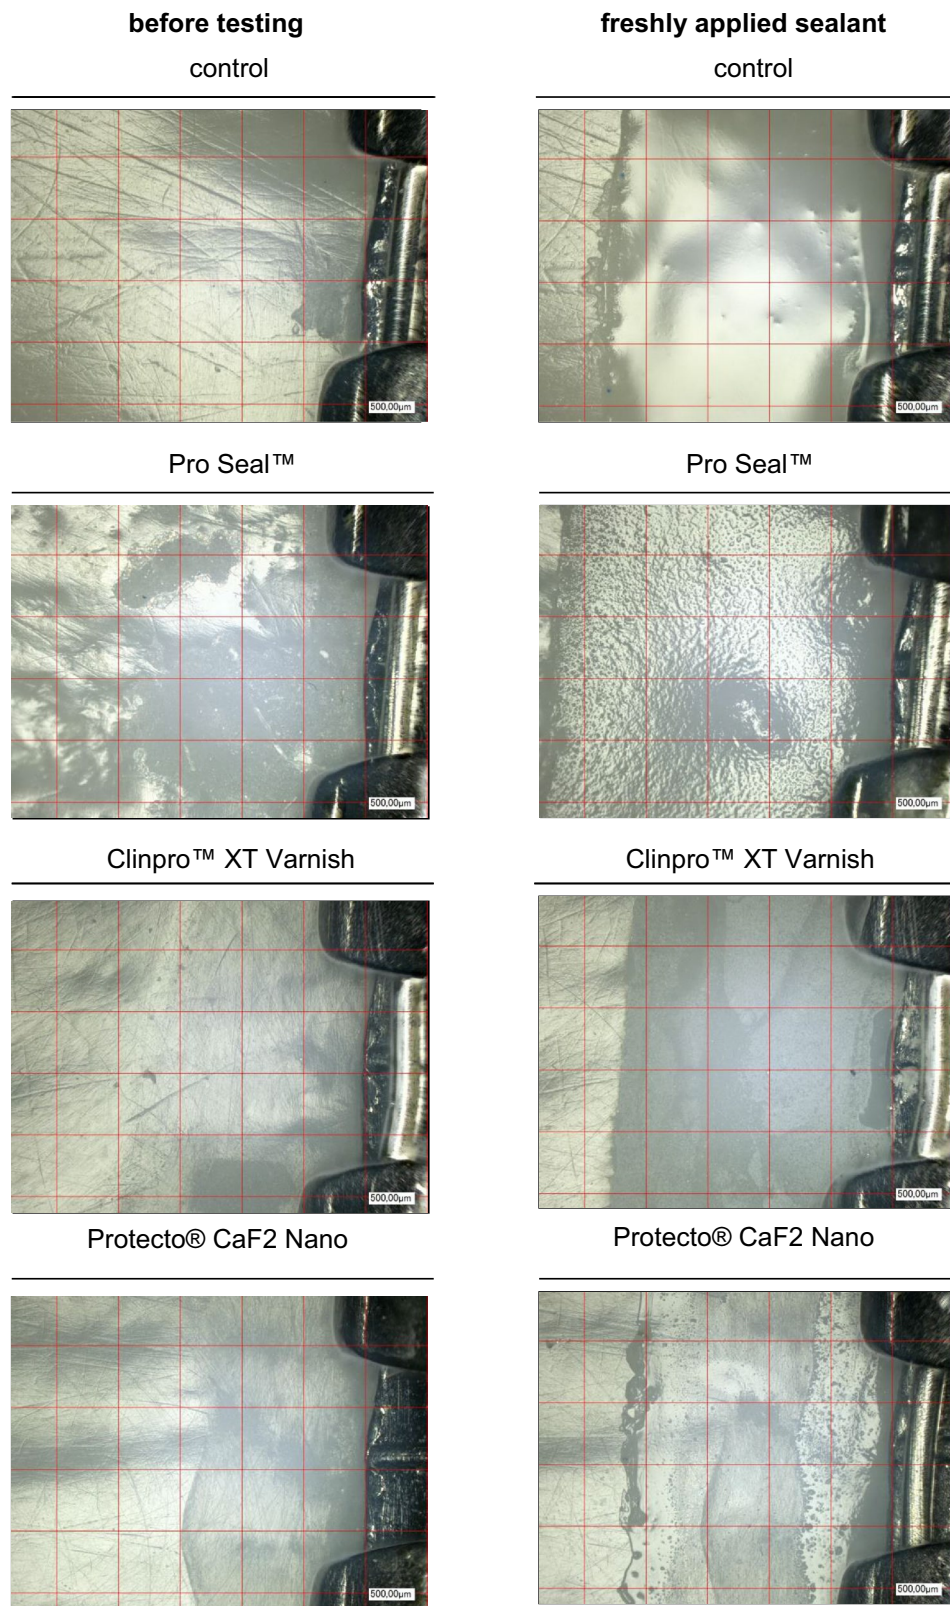 before testing
freshly applied sealant
control
control
500,00µm
500,00µm
Pro Seal™
Pro Seal™
500,00µm
500,00µm
Clinpro™ XT Varnish
Clinpro™ XT Varnish
500,00µm
500,00µm
Protecto® CaF2 Nano
Protecto® CaF2 Nano
500,00µm
500,00µm